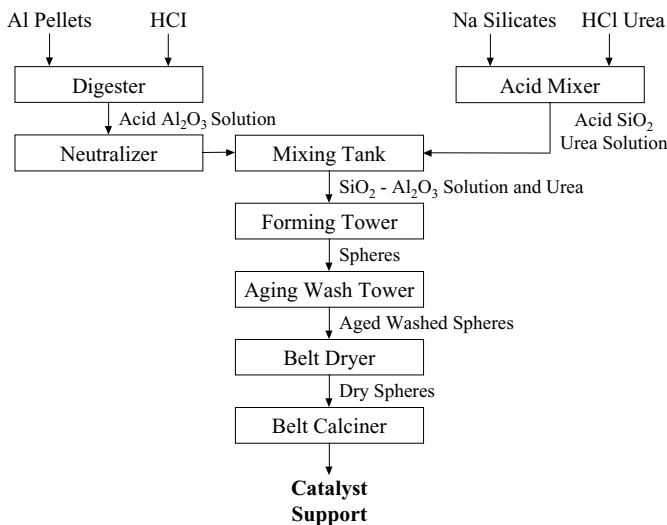 Al Pellets
HCI
Na Silicates
HCl Urea
Digester
Acid Mixer
Acid Al₂O₃ Solution
Acid SiO₂
Urea Solution
Neutralizer
Mixing Tank
SiO₂ - Al₂O₃ Solution and Urea
Forming Tower
Spheres
Aging Wash Tower
Aged Washed Spheres
Belt Dryer
Dry Spheres
Belt Calciner
Catalyst
Support